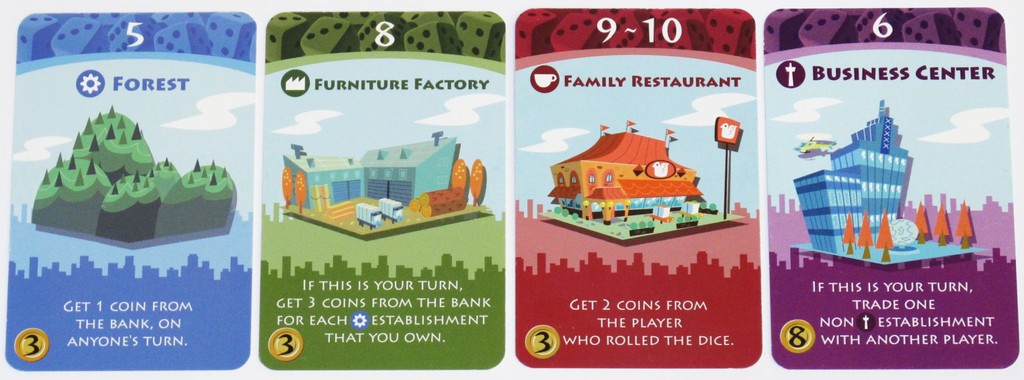 5
FOREST
GET 1 COIN FROM
THE BANK, ON
ANYONE'S TURN.
3
8
FURNITURE FACTORY
IF THIS IS YOUR TURN,
GET 3 COINS FROM THE BANK
FOR EACH ESTABLISHMENT
THAT YOU OWN.
3
9~10
FAMILY RESTAURANT
GET 2 COINS FROM
THE PLAYER
WHO ROLLED THE DICE.
3
6
BUSINESS CENTER
IF THIS IS YOUR TURN,
TRADE ONE
NON ESTABLISHMENT
WITH ANOTHER PLAYER.
8